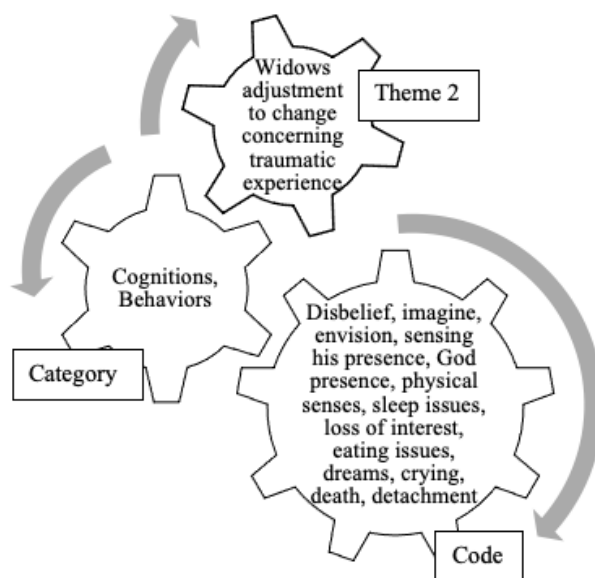 Widows
adjustment
to change
concerning
traumatic
experience
Theme 2
Cognitions,
Behaviors
Category
Disbelief, imagine,
envision, sensing
his presence, God
presence, physical
senses, sleep issues,
loss of interest,
eating issues,
dreams, crying,
death, detachment
Code